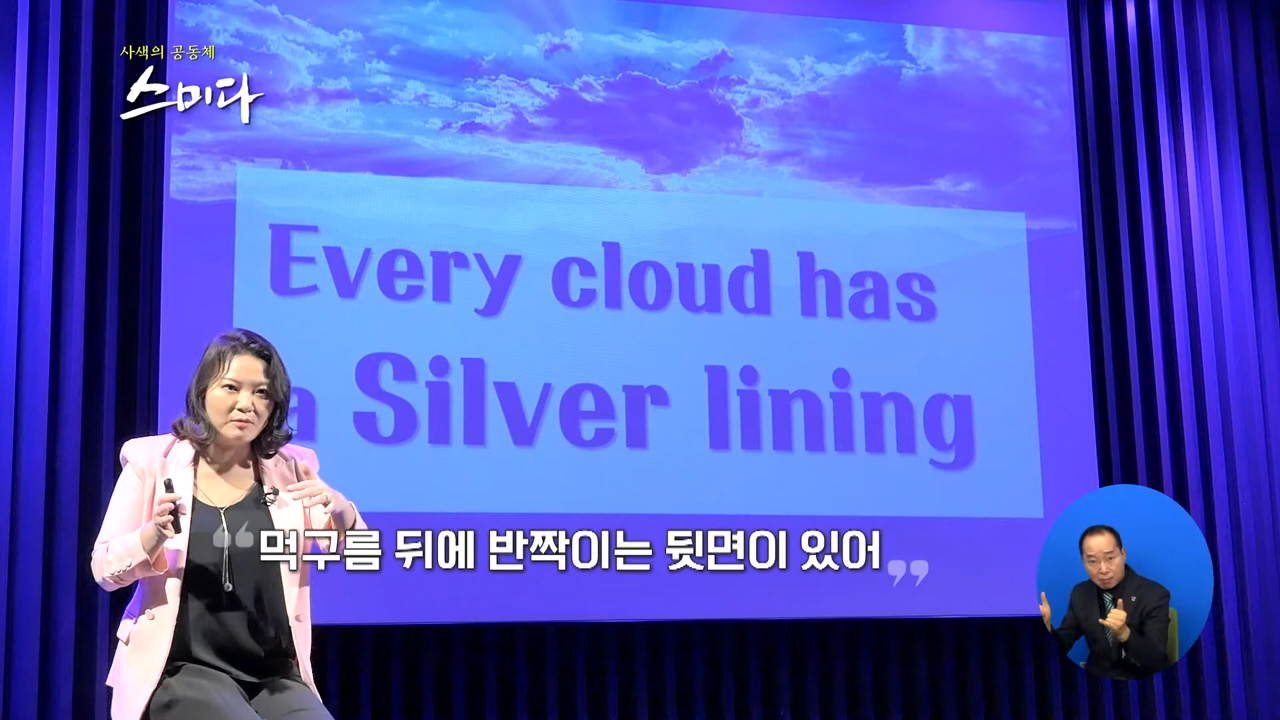 사색의 공동체
스미다
Every cloud has
a Silver lining
“먹구름 뒤에 반짝이는 뒷면이 있어”